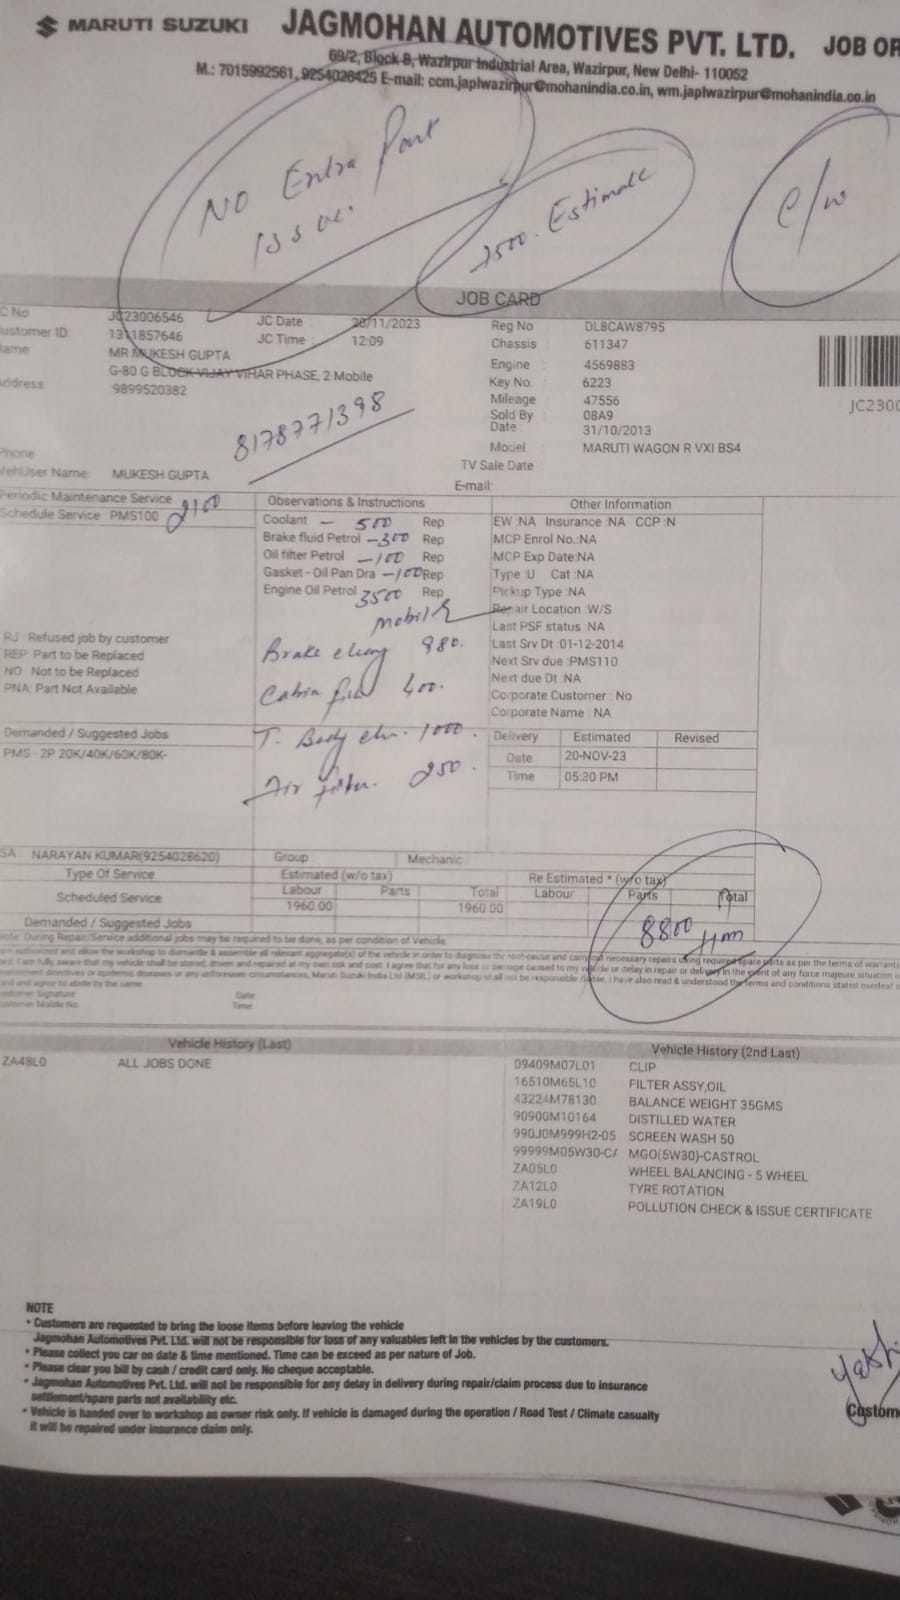 MARUTI SUZUKI JAGMOHAN AUTOMOTIVES PVT. LTD. JOB OR
69/2, Block B, Wazirpur Industrial Area, Wazirpur, New Delhi- 110052
M.: 7015992561, 9254026425 E-mail: ccm.japlwazirpur@mohanindia.co.in, wm.japlwazirpur@mohanindia.co.in
NO Extra Part
Issue.
7500. Estimate
c/w
JOB CARD
C No JC23006546 JC Date : 20/11/2023 Reg No : DL8CAW8795
ustomer ID: 1311857646 JC Time : 12:09 Chassis : 611347
ame MR MUKESH GUPTA Engine : 4569883
ddress : G-80 G BLOCK VIJAY VIHAR PHASE, 2 Mobile Key No. : 6223
9899520382 Mileage : 47556
JC2300
Sold By : 08A9
8178771398 Date : 31/10/2013
Phone Model : MARUTI WAGON R VXI BS4
VehUser Name: MUKESH GUPTA TV Sale Date :
E-mail:
Periodic Maintenance Service 2100 Observations & Instructions Other Information
Schedule Service : PMS100 Coolant - 500 Rep EW :NA Insurance :NA CCP :N
Brake fluid Petrol -300 Rep MCP Enrol No.:NA
Oil filter Petrol -100 Rep MCP Exp Date:NA
Gasket - Oil Pan Dra -100 Rep Type :U Cat :NA
Engine Oil Petrol 3500 Rep Pickup Type :NA
Repair Location :W/S
Last PSF status :NA
RJ : Refused job by customer Brake 980. Last Srv Dt :01-12-2014
REP: Part to be Replaced Next Srv due :PMS110
NO : Not to be Replaced Cabin 400. Next due Dt :NA
PNA: Part Not Available Corporate Customer : No
Corporate Name : NA
Demanded / Suggested Jobs T. Body 1000. Delivery Estimated Revised
PMS - 2P 20K/40K/60K/80K- Date 20-NOV-23
Air filter. 250. Time 05:30 PM
SA : NARAYAN KUMAR(9254028620) Group : Mechanic :
Type Of Service Estimated (w/o tax) Re Estimated * (w/o tax)
Scheduled Service Labour Parts Total Labour Parts Total
1960.00 1960.00 8800
Demanded / Suggested Jobs
Note: During Repair/Service additional jobs may be required to be done, as per condition of Vehicle.
Customer Signature Date
Customer Mobile No. Time
Vehicle History (Last) Vehicle History (2nd Last)
ZA48L0 ALL JOBS DONE 09409M07L01 CLIP
16510M65L10 FILTER ASSY,OIL
43224M78130 BALANCE WEIGHT 35GMS
90900M10164 DISTILLED WATER
990J0M999H2-05 SCREEN WASH 50
99999M05W30-CA MGO(5W30)-CASTROL
ZA05L0 WHEEL BALANCING - 5 WHEEL
ZA12L0 TYRE ROTATION
ZA19L0 POLLUTION CHECK & ISSUE CERTIFICATE
NOTE
• Customers are requested to bring the loose items before leaving the vehicle
Jagmohan Automotives Pvt. Ltd. will not be responsible for loss of any valuables left in the vehicles by the customers.
• Please collect you car on date & time mentioned. Time can be exceed as per nature of Job.
• Please clear you bill by cash / credit card only. No cheque acceptable.
• Jagmohan Automotives Pvt. Ltd. will not be responsible for any delay in delivery during repair/claim process due to insurance
settlement/spare parts not availability etc.
• Vehicle is handed over to workshop as owner risk only. If vehicle is damaged during the operation / Road Test / Climate casualty
it will be repaired under insurance claim only.
Custom